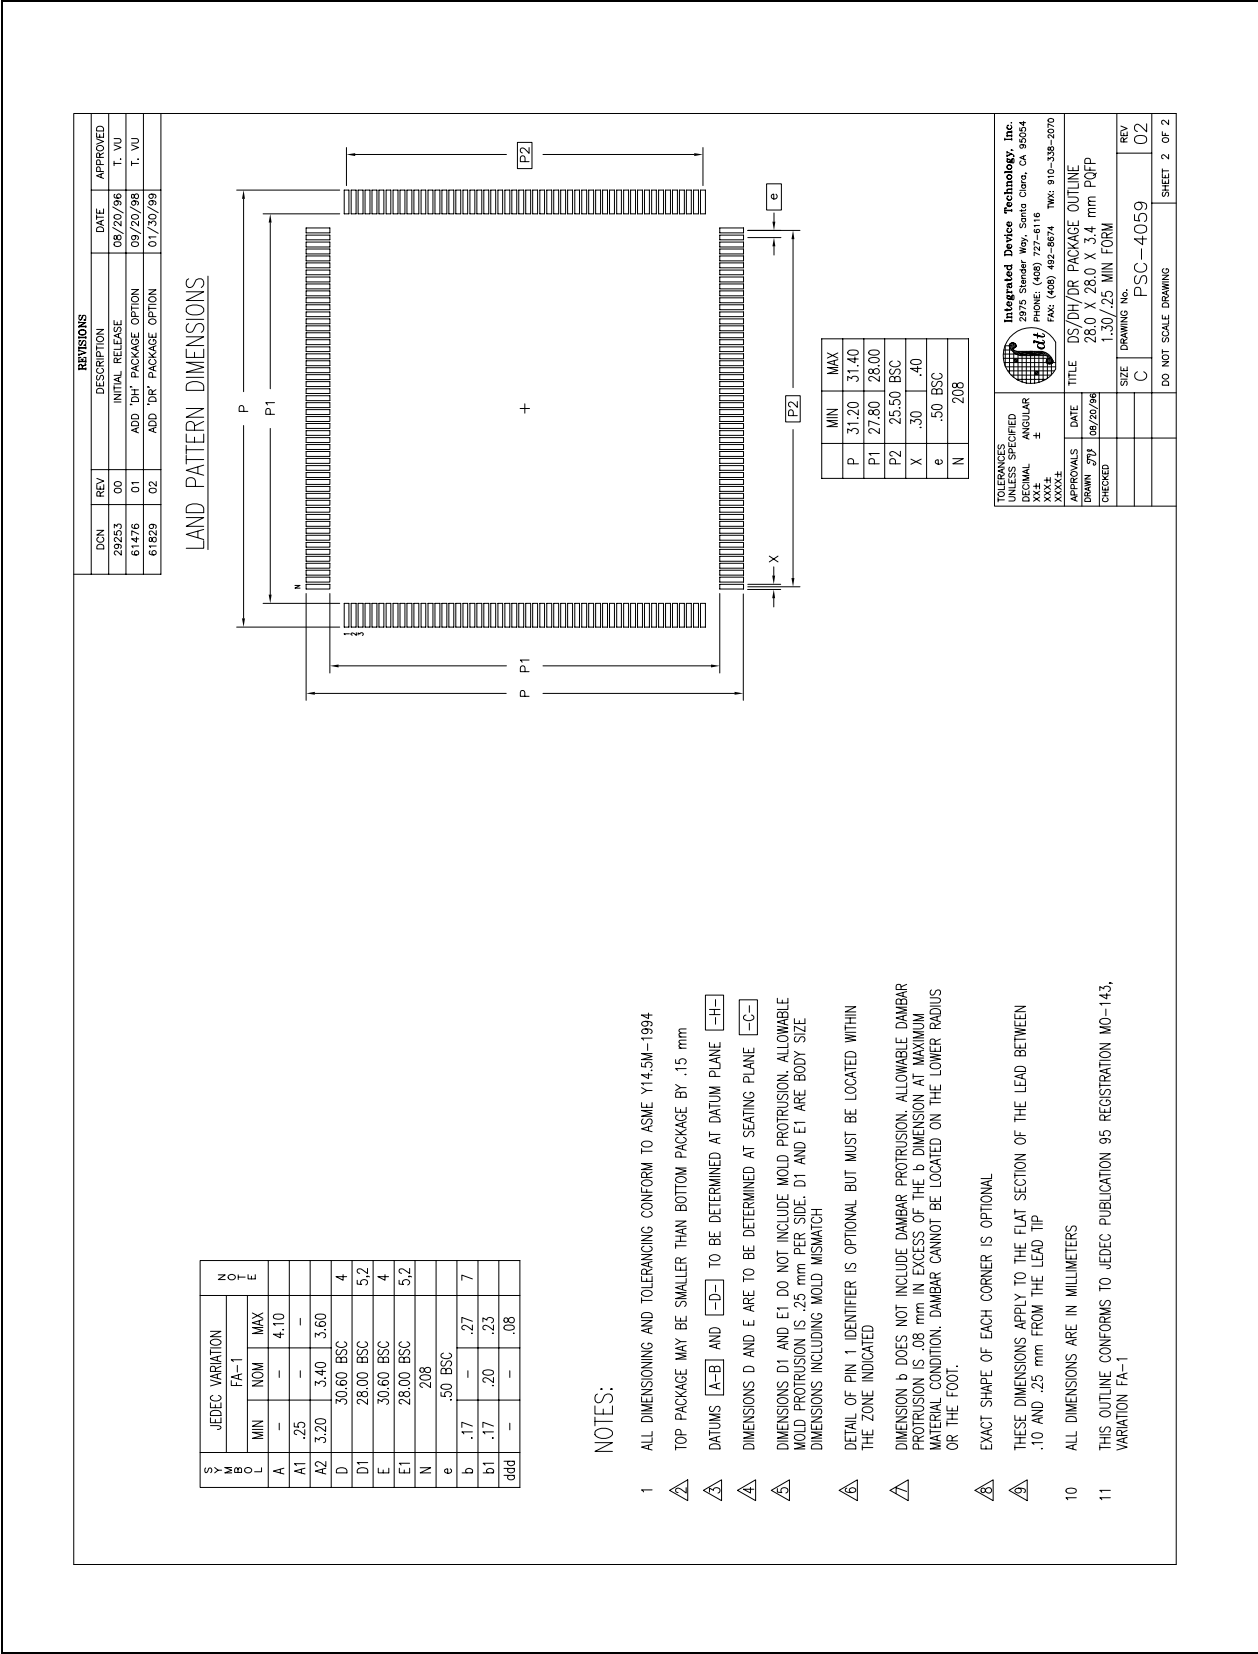 REVISIONS
DCN REV DESCRIPTION DATE APPROVED
29253 00 INITIAL RELEASE 08/20/96 T. VU
61476 01 ADD 'DH' PACKAGE OPTION 09/20/98 T. VU
61829 02 ADD 'DR' PACKAGE OPTION 01/30/99
LAND PATTERN DIMENSIONS
P
P1
P2
N
1
2
3
P1
P
e
P2
X
MIN MAX
P 31.20 31.40
P1 27.80 28.00
P2 25.50 BSC
X .30 .40
e .50 BSC
N 208
SYMBOL JEDEC VARIATION NOTE
FA-1
MIN NOM MAX
A – – 4.10
A1 .25 – –
A2 3.20 3.40 3.60
D 30.60 BSC 4
D1 28.00 BSC 5,2
E 30.60 BSC 4
E1 28.00 BSC 5,2
N 208
e .50 BSC
b .17 – .27 7
b1 .17 .20 .23
ddd – – .08
NOTES:
1 ALL DIMENSIONING AND TOLERANCING CONFORM TO ASME Y14.5M-1994
2 TOP PACKAGE MAY BE SMALLER THAN BOTTOM PACKAGE BY .15 mm
3 DATUMS A-B AND -D- TO BE DETERMINED AT DATUM PLANE -H-
4 DIMENSIONS D AND E ARE TO BE DETERMINED AT SEATING PLANE -C-
5 DIMENSIONS D1 AND E1 DO NOT INCLUDE MOLD PROTRUSION. ALLOWABLE
MOLD PROTRUSION IS .25 mm PER SIDE. D1 AND E1 ARE BODY SIZE
DIMENSIONS INCLUDING MOLD MISMATCH
6 DETAIL OF PIN 1 IDENTIFIER IS OPTIONAL BUT MUST BE LOCATED WITHIN
THE ZONE INDICATED
7 DIMENSION b DOES NOT INCLUDE DAMBAR PROTRUSION. ALLOWABLE DAMBAR
PROTRUSION IS .08 mm IN EXCESS OF THE b DIMENSION AT MAXIMUM
MATERIAL CONDITION. DAMBAR CANNOT BE LOCATED ON THE LOWER RADIUS
OR THE FOOT.
8 EXACT SHAPE OF EACH CORNER IS OPTIONAL
9 THESE DIMENSIONS APPLY TO THE FLAT SECTION OF THE LEAD BETWEEN
.10 AND .25 mm FROM THE LEAD TIP
10 ALL DIMENSIONS ARE IN MILLIMETERS
11 THIS OUTLINE CONFORMS TO JEDEC PUBLICATION 95 REGISTRATION MO-143,
VARIATION FA-1
TOLERANCES
UNLESS SPECIFIED
DECIMAL ANGULAR
XX± ±
XXX±
XXXX±
APPROVALS DATE
DRAWN TV 08/20/96
CHECKED
idt
Integrated Device Technology, Inc.
2975 Stender Way, Santa Clara, CA 95054
PHONE: (408) 727-6116
FAX: (408) 492-8674 TWX: 910-338-2070
TITLE DS/DH/DR PACKAGE OUTLINE
28.0 X 28.0 X 3.4 mm PQFP
1.30/.25 MIN FORM
SIZE DRAWING No. REV
C PSC-4059 02
DO NOT SCALE DRAWING SHEET 2 OF 2